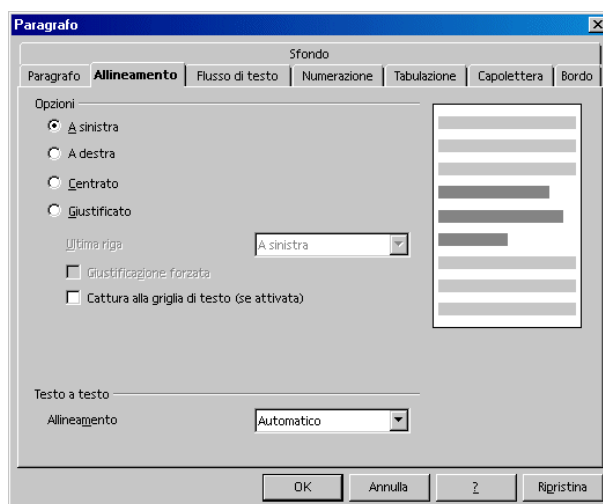 Paragrafo
Sfondo
Paragrafo Allineamento Flusso di testo Numerazione Tabulazione Capolettera Bordo
Opzioni
A sinistra
A destra
Centrato
Giustificato
Ultima riga A sinistra
Giustificazione forzata
Cattura alla griglia di testo (se attivata)
Testo a testo
Allineamento Automatico
OK Annulla ? Ripristina